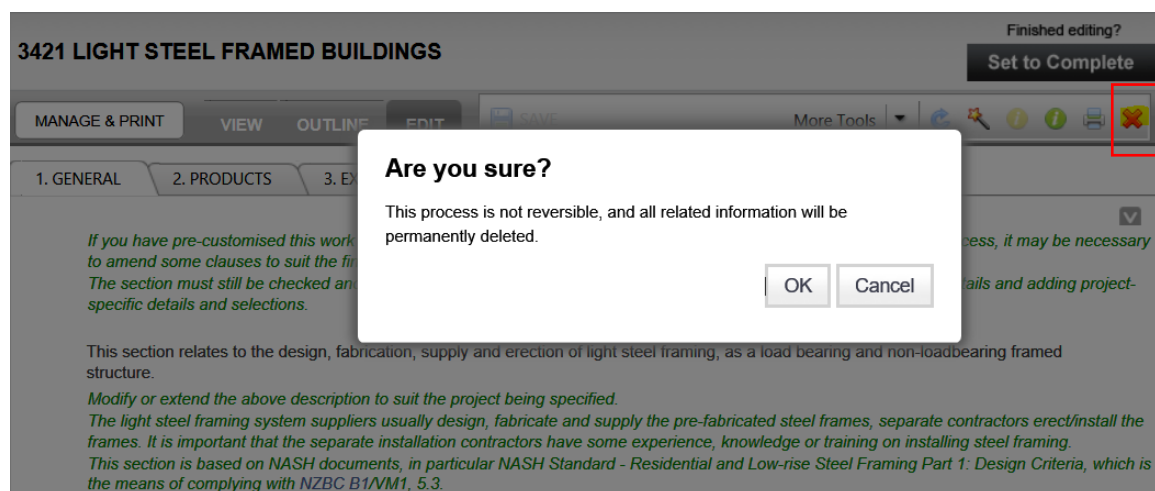 Finished editing?
3421 LIGHT STEEL FRAMED BUILDINGS
Set to Complete
MANAGE & PRINT VIEW OUTLINE EDIT SAVE More Tools
1. GENERAL 2. PRODUCTS 3. EX
Are you sure?
This process is not reversible, and all related information will be
permanently deleted.
OK Cancel
If you have pre-customised this work cess, it may be necessary
to amend some clauses to suit the
The section must still be checked ails and adding project-
specific details and selections.
This section relates to the design, fabrication, supply and erection of light steel framing, as a load bearing and non-loadbearing framed
structure.
Modify or extend the above description to suit the project being specified.
The light steel framing system suppliers usually design, fabricate and supply the pre-fabricated steel frames, separate contractors erect/install the
frames. It is important that the separate installation contractors have some experience, knowledge or training on installing steel framing.
This section is based on NASH documents, in particular NASH Standard - Residential and Low-rise Steel Framing Part 1: Design Criteria, which is
the means of complying with NZBC B1/VM1, 5.3.